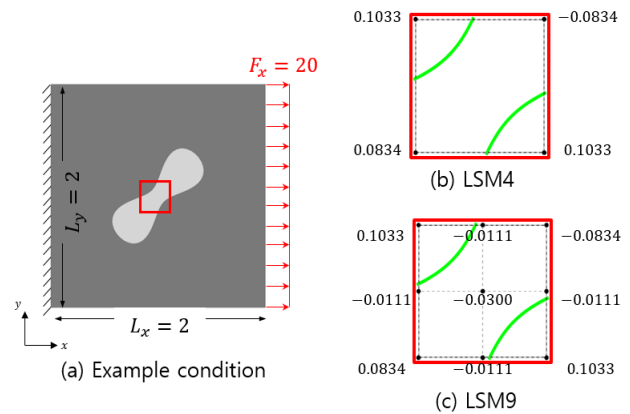 F_x = 20
L_y = 2
L_x = 2
y
x
(a) Example condition
0.1033 −0.0834
0.0834 0.1033
(b) LSM4
0.1033 −0.0111 −0.0834
−0.0111 −0.0300 −0.0111
0.0834 −0.0111 0.1033
(c) LSM9